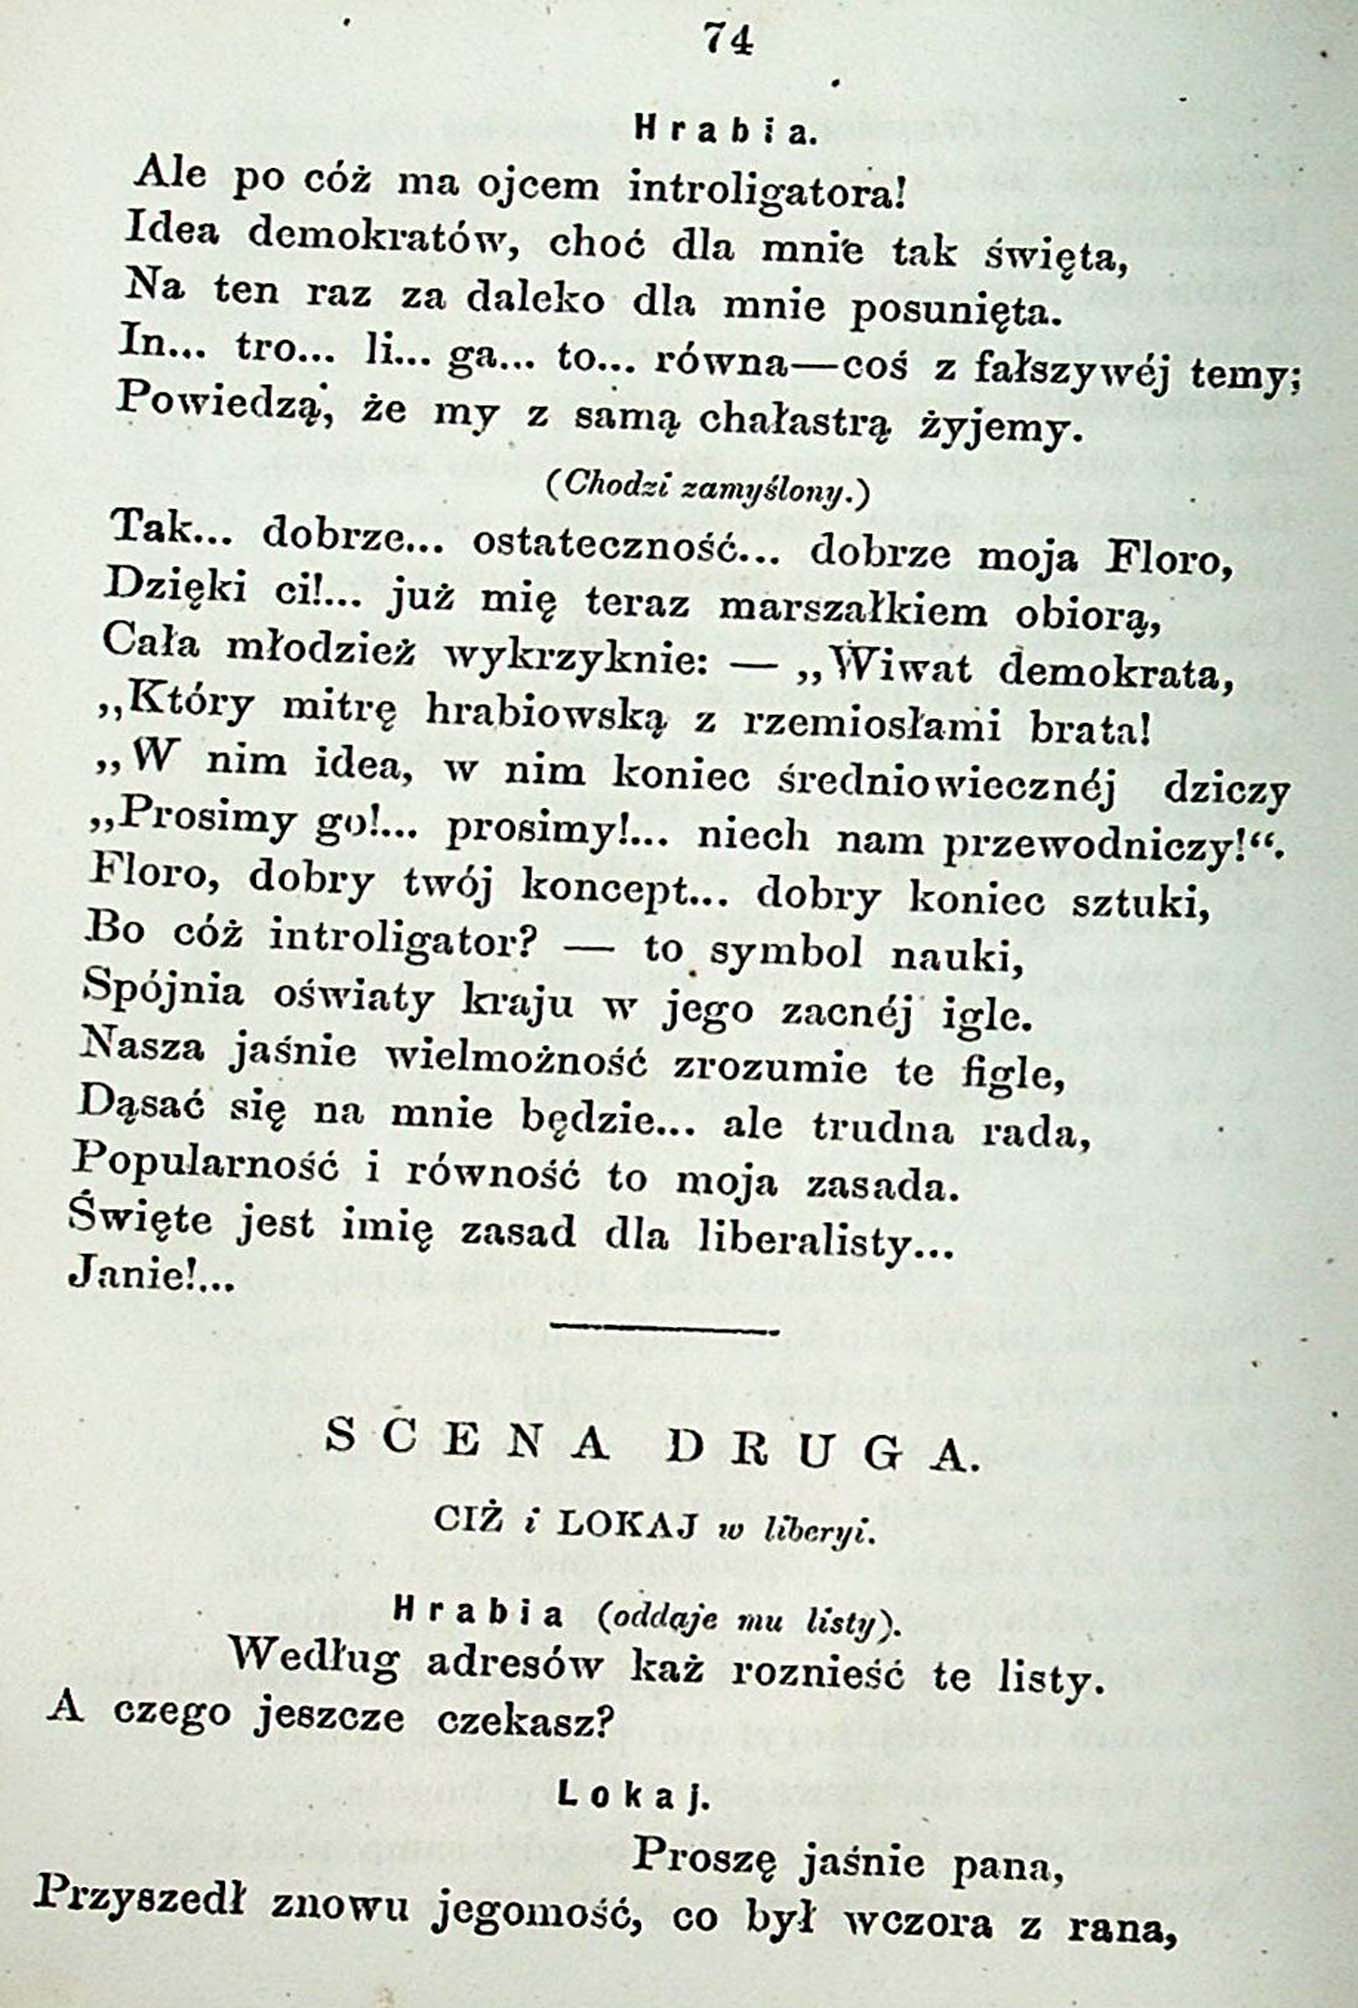 74
Hrabia.
Ale po cóż ma ojcem introligatora!
Idea demokratów, choć dla mnie tak święta,
Na ten raz za daleko dla mnie posunięta.
In... tro... li... ga... to... równa—coś z fałszywéj temy;
Powiedzą, że my z samą chałastrą żyjemy.
(Chodzi zamyślony.)
Tak... dobrze... ostateczność... dobrze moja Floro,
Dzięki ci!... już mię teraz marszałkiem obiorą,
Cała młodzież wykrzyknie: — „Wiwat demokrata,
„Który mitrę hrabiowską z rzemiosłami brata!
„W nim idea, w nim koniec średniowiecznéj dziczy
„Prosimy go!... prosimy!... niech nam przewodniczy!“.
Floro, dobry twój koncept... dobry koniec sztuki,
Bo cóż introligator? — to symbol nauki,
Spójnia oświaty kraju w jego zacnéj igle.
Nasza jaśnie wielmożność zrozumie te figle,
Dąsać się na mnie będzie... ale trudna rada,
Popularność i równość to moja zasada.
Święte jest imię zasad dla liberalisty...
Janie!...
SCENA DRUGA.
CIŻ i LOKAJ w liberyi.
Hrabia (oddaje mu listy).
Według adresów każ roznieść te listy.
A czego jeszcze czekasz?
Lokaj.
Proszę jaśnie pana,
Przyszedł znowu jegomość, co był wczora z rana,